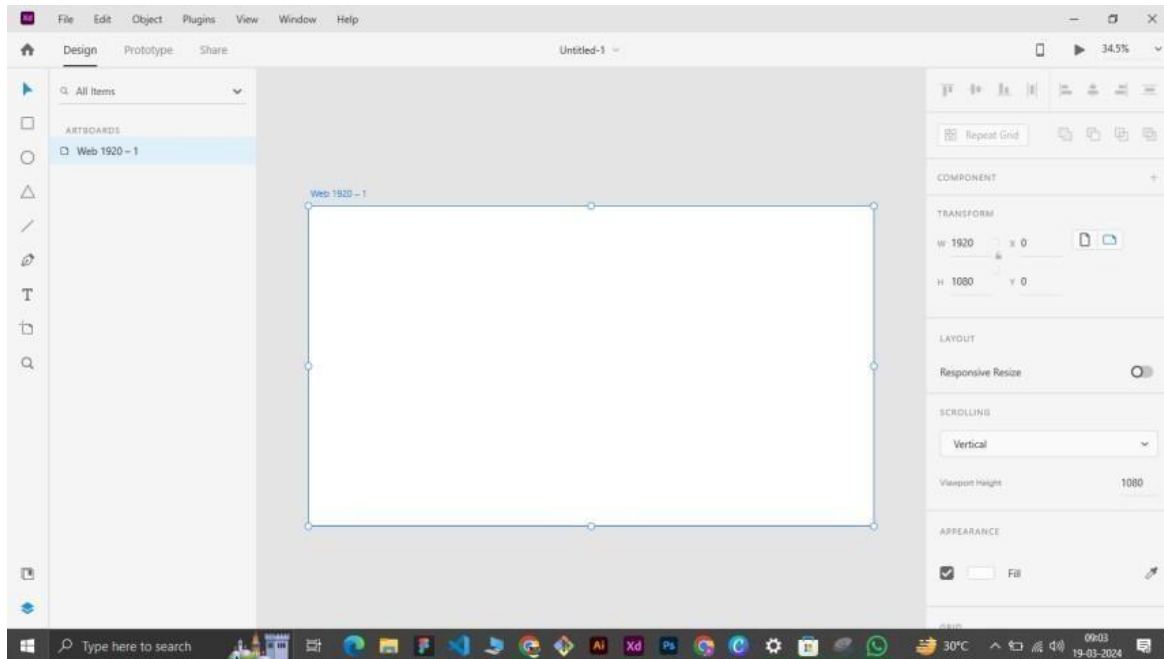 Xd File Edit Object Plugins View Window Help
Design Prototype Share Untitled-1 34.5%
All Items
ARTBOARDS
Web 1920 – 1
Web 1920 – 1
Repeat Grid
COMPONENT
TRANSFORM
W 1920 X 0
H 1080 Y 0
LAYOUT
Responsive Resize
SCROLLING
Vertical
Viewport Height 1080
APPEARANCE
Fill
GRID
T
Type here to search Ai Xd Ps 30°C 09:03
19-03-2024